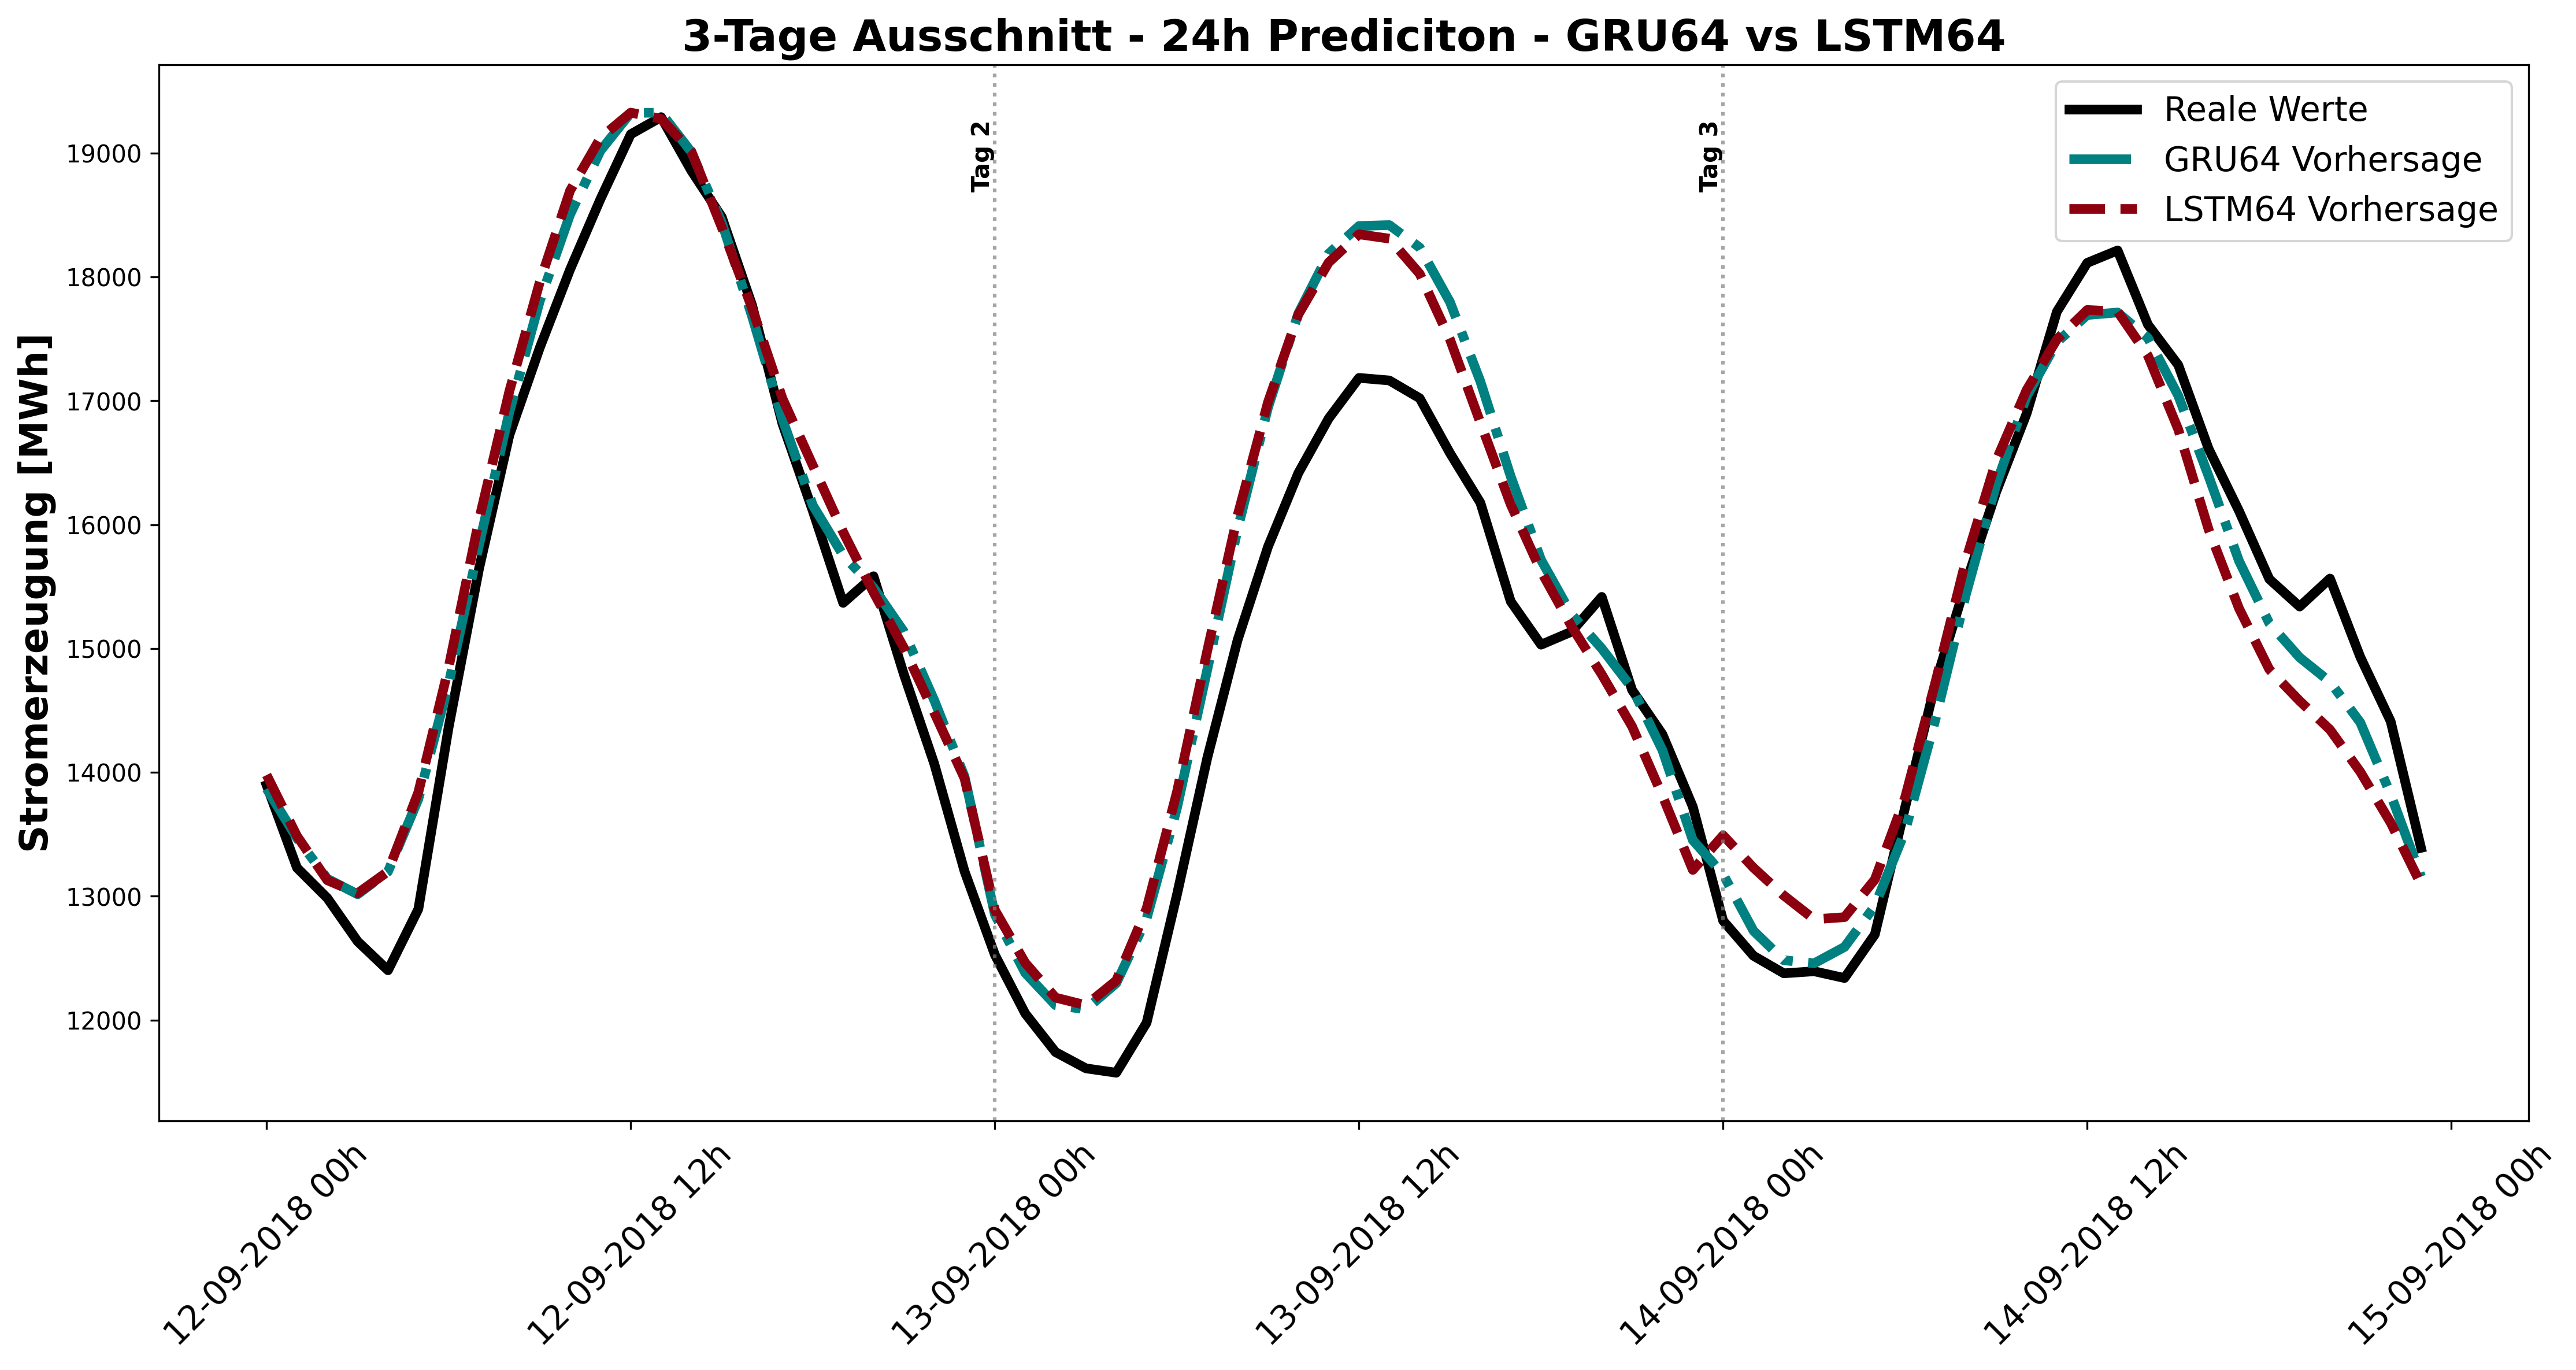 3-Tage Ausschnitt - 24h Prediciton - GRU64 vs LSTM64
Reale Werte
GRU64 Vorhersage
LSTM64 Vorhersage
Tag 2
Tag 3
Stromerzeugung [MWh]
19000
18000
17000
16000
15000
14000
13000
12000
12-09-2018 00h
12-09-2018 12h
13-09-2018 00h
13-09-2018 12h
14-09-2018 00h
14-09-2018 12h
15-09-2018 00h